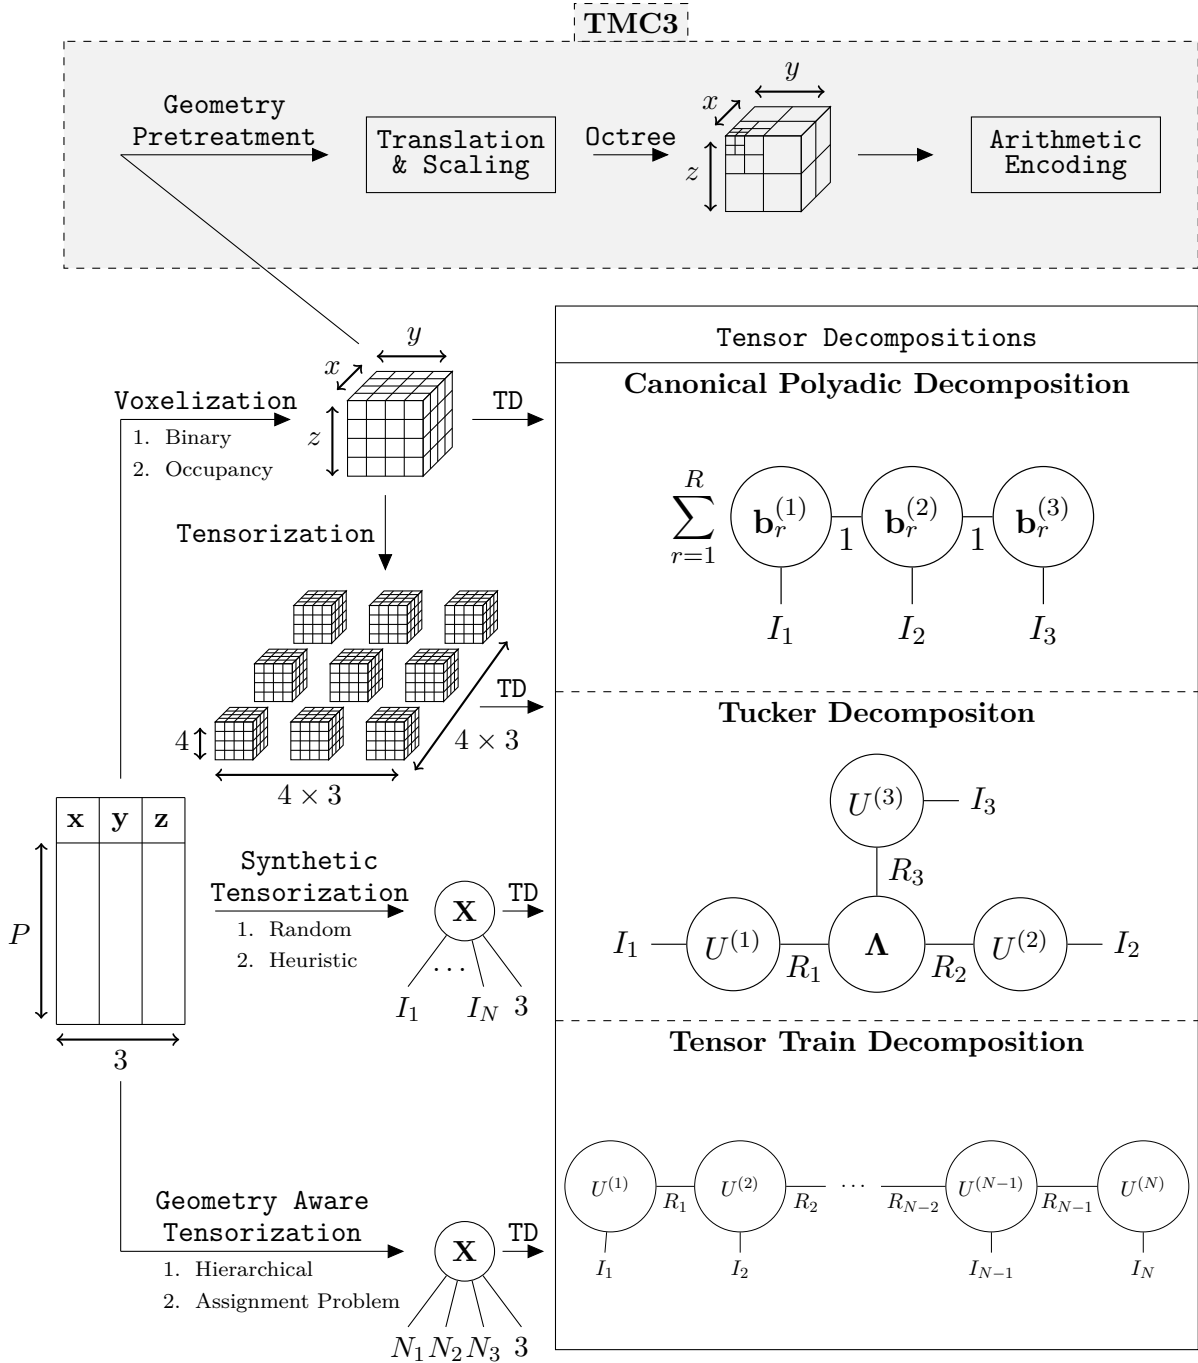 TMC3
Geometry
Pretreatment
Translation
& Scaling
Octree
x
y
z
Arithmetic
Encoding
Voxelization
1. Binary
2. Occupancy
x
y
z
TD
Tensorization
4
4 × 3
4 × 3
TD
x y z
P
3
Synthetic
Tensorization
1. Random
2. Heuristic
X
...
I_1 I_N 3
TD
Geometry Aware
Tensorization
1. Hierarchical
2. Assignment Problem
X
N_1 N_2 N_3 3
TD
Tensor Decompositions
Canonical Polyadic Decomposition
\sum_{r=1}^{R} b_r^{(1)} 1 b_r^{(2)} 1 b_r^{(3)}
I_1 I_2 I_3
Tucker Decompositon
U^{(3)} I_3
R_3
I_1 U^{(1)} R_1 Λ R_2 U^{(2)} I_2
Tensor Train Decomposition
U^{(1)} R_1 U^{(2)} R_2 ... R_{N−2} U^{(N−1)} R_{N−1} U^{(N)}
I_1 I_2 I_{N−1} I_N